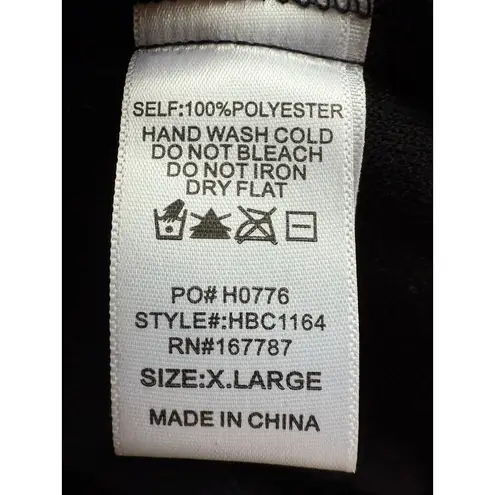 SELF:100%POLYESTER
HAND WASH COLD
DO NOT BLEACH
DO NOT IRON
DRY FLAT
PO# H0776
STYLE#:HBC1164
RN#167787
SIZE:X.LARGE
MADE IN CHINA